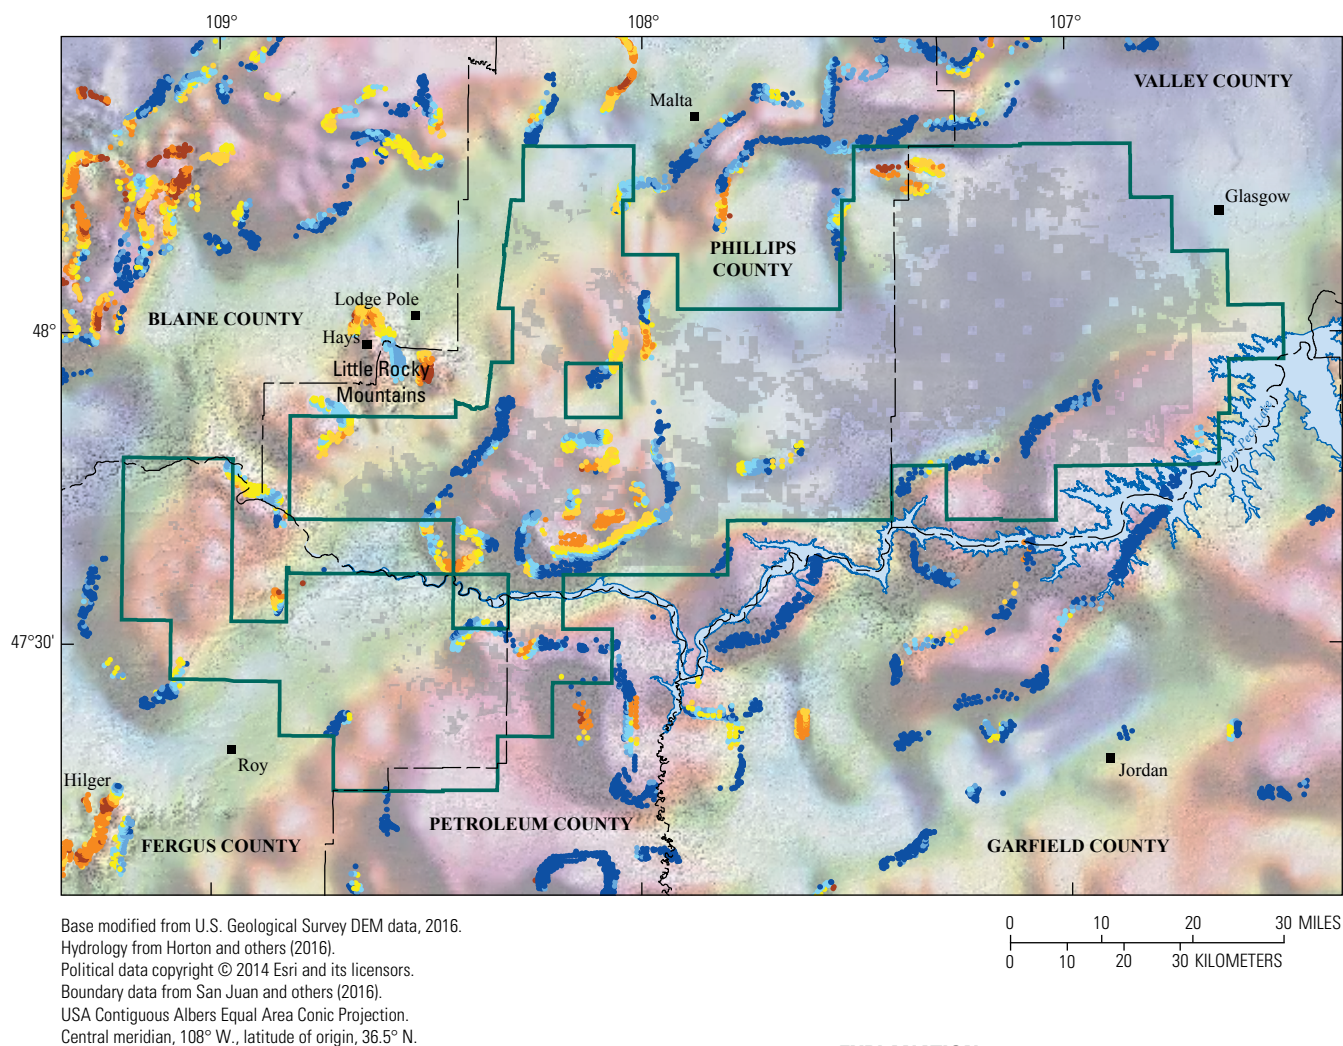 109°
108°
107°
VALLEY COUNTY
Malta
Glasgow
PHILLIPS
COUNTY
Lodge Pole
BLAINE COUNTY
48°
Hays
Little Rocky
Mountains
Fort Peck Lake
47°30'
Roy
Jordan
Hilger
PETROLEUM COUNTY
FERGUS COUNTY
GARFIELD COUNTY
Base modified from U.S. Geological Survey DEM data, 2016.
Hydrology from Horton and others (2016).
Political data copyright © 2014 Esri and its licensors.
Boundary data from San Juan and others (2016).
USA Contiguous Albers Equal Area Conic Projection.
Central meridian, 108° W., latitude of origin, 36.5° N.
0 10 20 30 MILES
0 10 20 30 KILOMETERS